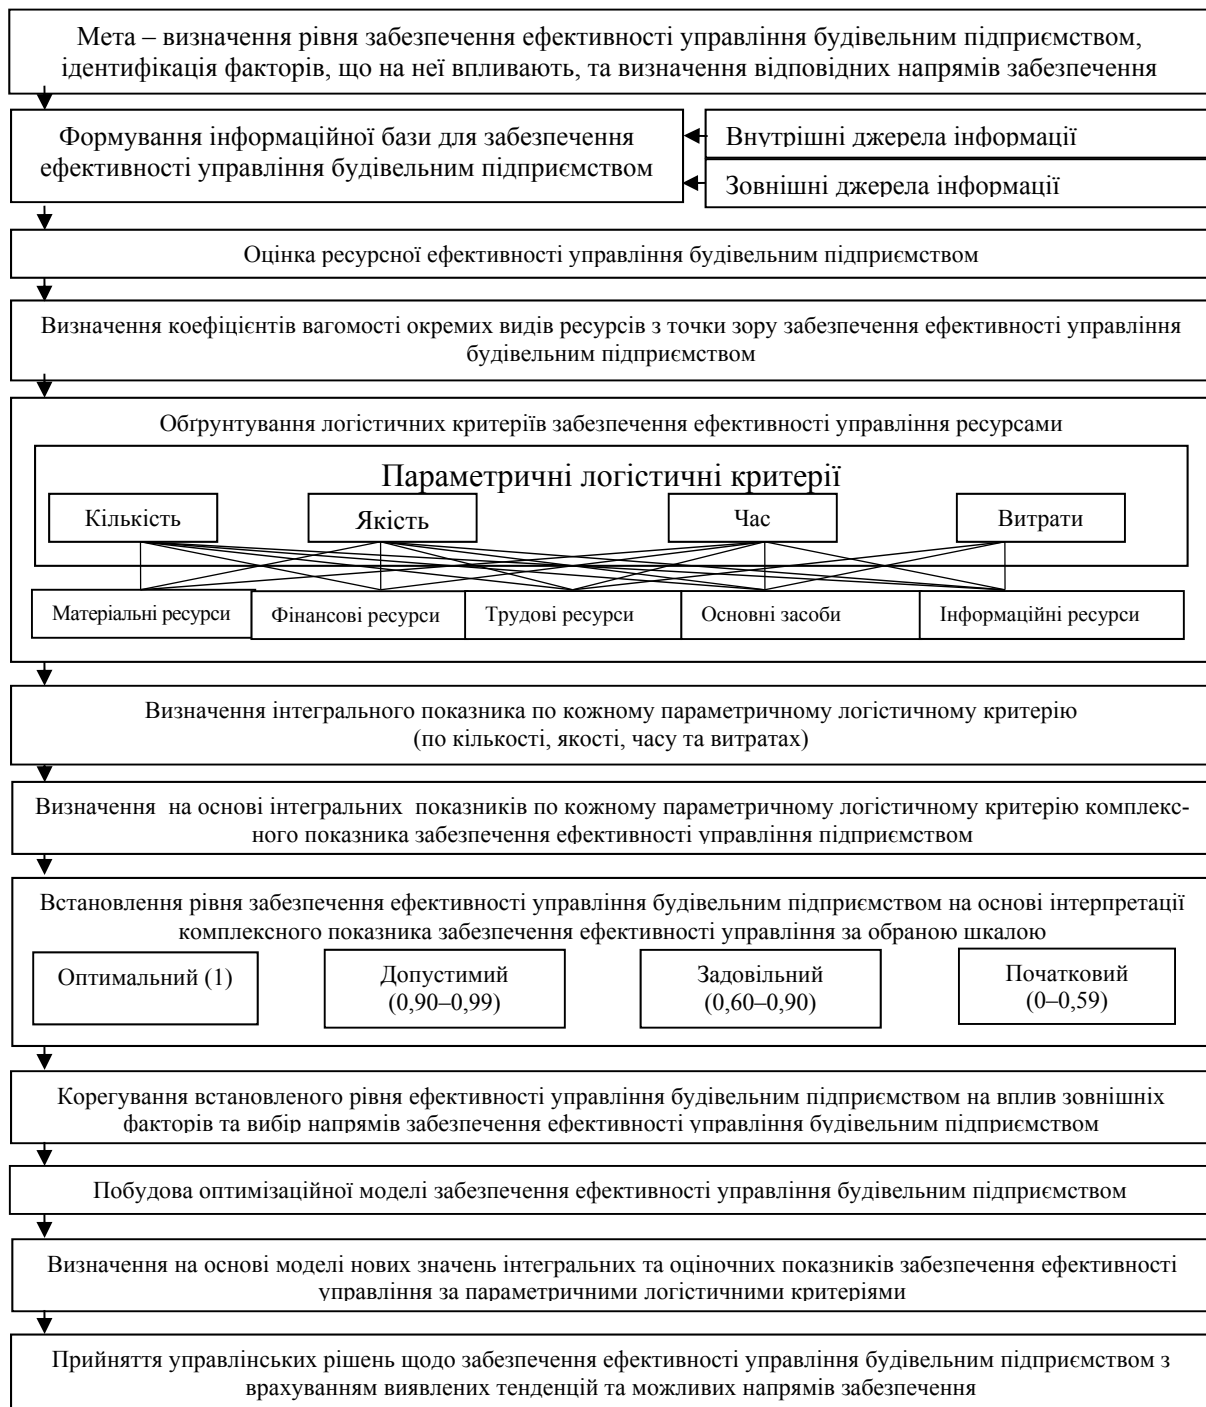 Мета – визначення рівня забезпечення ефективності управління будівельним підприємством,
ідентифікація факторів, що на неї впливають, та визначення відповідних напрямів забезпечення
Формування інформаційної бази для забезпечення
ефективності управління будівельним підприємством
Внутрішні джерела інформації
Зовнішні джерела інформації
Оцінка ресурсної ефективності управління будівельним підприємством
Визначення коефіцієнтів вагомості окремих видів ресурсів з точки зору забезпечення ефективності управління
будівельним підприємством
Обґрунтування логістичних критеріїв забезпечення ефективності управління ресурсами
Параметричні логістичні критерії
Кількість
Якість
Час
Витрати
Матеріальні ресурси
Фінансові ресурси
Трудові ресурси
Основні засоби
Інформаційні ресурси
Визначення інтегрального показника по кожному параметричному логістичному критерію
(по кількості, якості, часу та витратах)
Визначення на основі інтегральних показників по кожному параметричному логістичному критерію комплекс-
ного показника забезпечення ефективності управління підприємством
Встановлення рівня забезпечення ефективності управління будівельним підприємством на основі інтерпретації
комплексного показника забезпечення ефективності управління за обраною шкалою
Оптимальний (1)
Допустимий
(0,90–0,99)
Задовільний
(0,60–0,90)
Початковий
(0–0,59)
Корегування встановленого рівня ефективності управління будівельним підприємством на вплив зовнішніх
факторів та вибір напрямів забезпечення ефективності управління будівельним підприємством
Побудова оптимізаційної моделі забезпечення ефективності управління будівельним підприємством
Визначення на основі моделі нових значень інтегральних та оціночних показників забезпечення ефективності
управління за параметричними логістичними критеріями
Прийняття управлінських рішень щодо забезпечення ефективності управління будівельним підприємством з
врахуванням виявлених тенденцій та можливих напрямів забезпечення